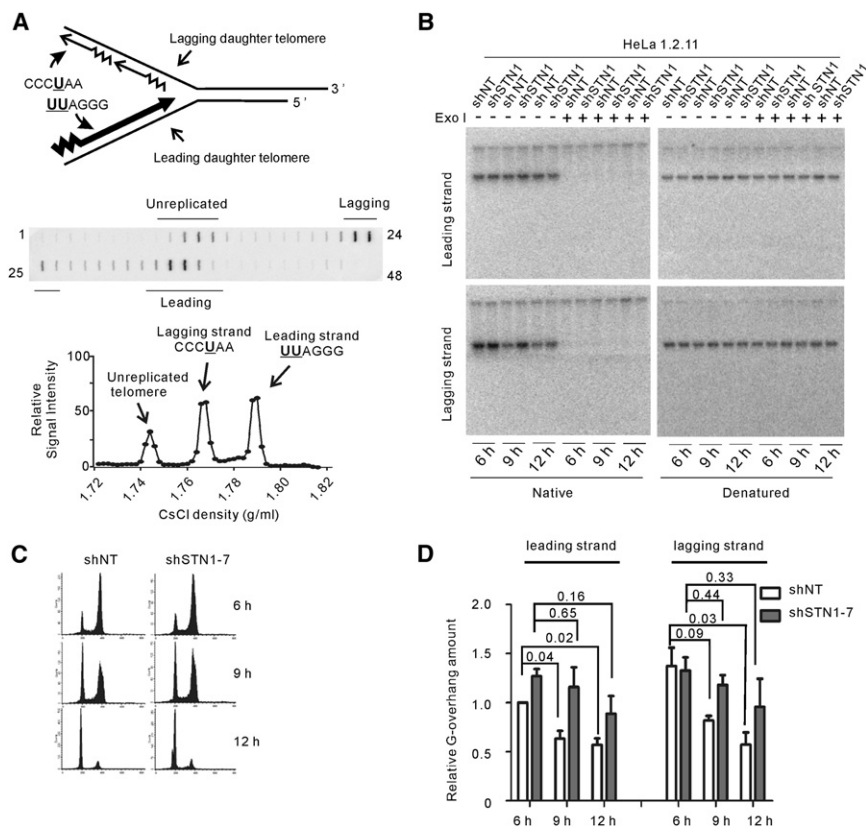 A
Lagging daughter telomere
CCCUAA
UUAGGG
3 '
5 '
Leading daughter telomere
Unreplicated
Lagging
1
24
25
48
Leading
Lagging strand
CCCUAA
Leading strand
UUAGGG
Unreplicated
telomere
Relative
Signal Intensity
100
50
0
1.72
1.74
1.76
1.78
1.80
1.82
CsCl density (g/ml)
B
HeLa 1.2.11
shNT
shSTN1
shNT
shSTN1
shNT
shSTN1
shNT
shSTN1
shNT
shSTN1
shNT
shSTN1
shNT
shSTN1
shNT
shSTN1
shNT
shSTN1
shNT
shSTN1
shNT
shSTN1
shNT
shSTN1
Exo I - - - - - - + + + + + + - - - - - - + + + + + +
Leading strand
Lagging strand
6 h
9 h
12 h
6 h
9 h
12 h
6 h
9 h
12 h
6 h
9 h
12 h
Native
Denatured
C
shNT
shSTN1-7
6 h
9 h
12 h
D
leading strand
lagging strand
shNT
shSTN1-7
0.16
0.65
0.02
0.04
0.33
0.44
0.03
0.09
Relative G-overhang amount
2.0
1.5
1.0
0.5
0
6 h
9 h
12 h
6 h
9 h
12 h